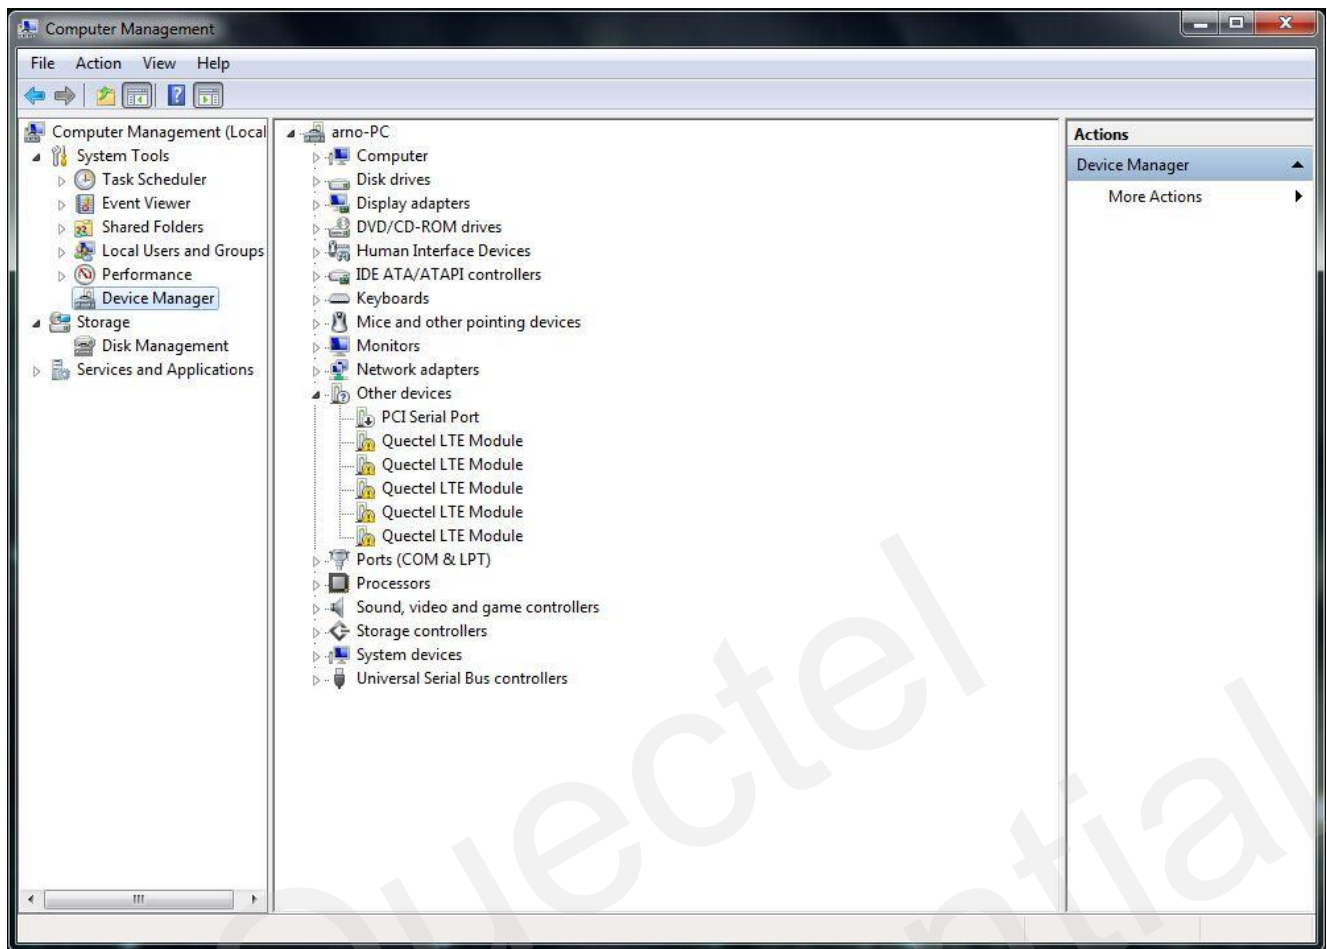 Computer Management
File Action View Help
Computer Management (Local
System Tools
Task Scheduler
Event Viewer
Shared Folders
Local Users and Groups
Performance
Device Manager
Storage
Disk Management
Services and Applications
arno-PC
Computer
Disk drives
Display adapters
DVD/CD-ROM drives
Human Interface Devices
IDE ATA/ATAPI controllers
Keyboards
Mice and other pointing devices
Monitors
Network adapters
Other devices
PCI Serial Port
Quectel LTE Module
Quectel LTE Module
Quectel LTE Module
Quectel LTE Module
Quectel LTE Module
Ports (COM & LPT)
Processors
Sound, video and game controllers
Storage controllers
System devices
Universal Serial Bus controllers
Actions
Device Manager
More Actions
Quectel
ential